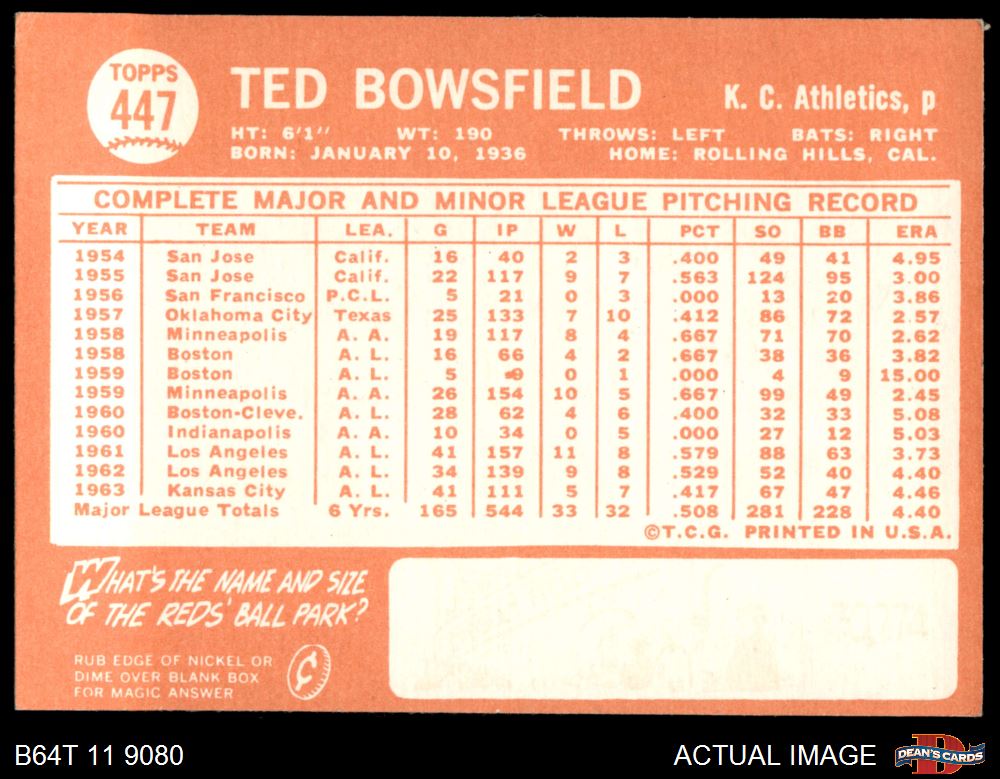 TOPPS
447
TED BOWSFIELD
K. C. Athletics, p
HT: 6'1" WT: 190 THROWS: LEFT BATS: RIGHT
BORN: JANUARY 10, 1936 HOME: ROLLING HILLS, CAL.
COMPLETE MAJOR AND MINOR LEAGUE PITCHING RECORD
YEAR TEAM LEA. G IP W L PCT SO BB ERA
1954 San Jose Calif. 16 40 2 3 .400 49 41 4.95
1955 San Jose Calif. 22 117 9 7 .563 124 95 3.00
1956 San Francisco P.C.L. 5 21 0 3 .000 13 20 3.86
1957 Oklahoma City Texas 25 133 7 10 .412 86 72 2.57
1958 Minneapolis A. A. 19 117 8 4 .667 71 70 2.62
1958 Boston A. L. 16 66 4 2 .667 38 36 3.82
1959 Boston A. L. 5 9 0 1 .000 4 9 15.00
1959 Minneapolis A. A. 26 154 10 5 .667 99 49 2.45
1960 Boston-Cleve. A. L. 28 62 4 6 .400 32 33 5.08
1960 Indianapolis A. A. 10 34 0 5 .000 27 12 5.03
1961 Los Angeles A. L. 41 157 11 8 .579 88 63 3.73
1962 Los Angeles A. L. 34 139 9 8 .529 52 40 4.40
1963 Kansas City A. L. 41 111 5 7 .417 67 47 4.46
Major League Totals 6 Yrs. 165 544 33 32 .508 281 228 4.40
©T.C.G. PRINTED IN U.S.A.
WHAT'S THE NAME AND SIZE
OF THE REDS' BALL PARK?
RUB EDGE OF NICKEL OR
DIME OVER BLANK BOX
FOR MAGIC ANSWER
¢
B64T 11 9080
ACTUAL IMAGE
DEAN'S CARDS